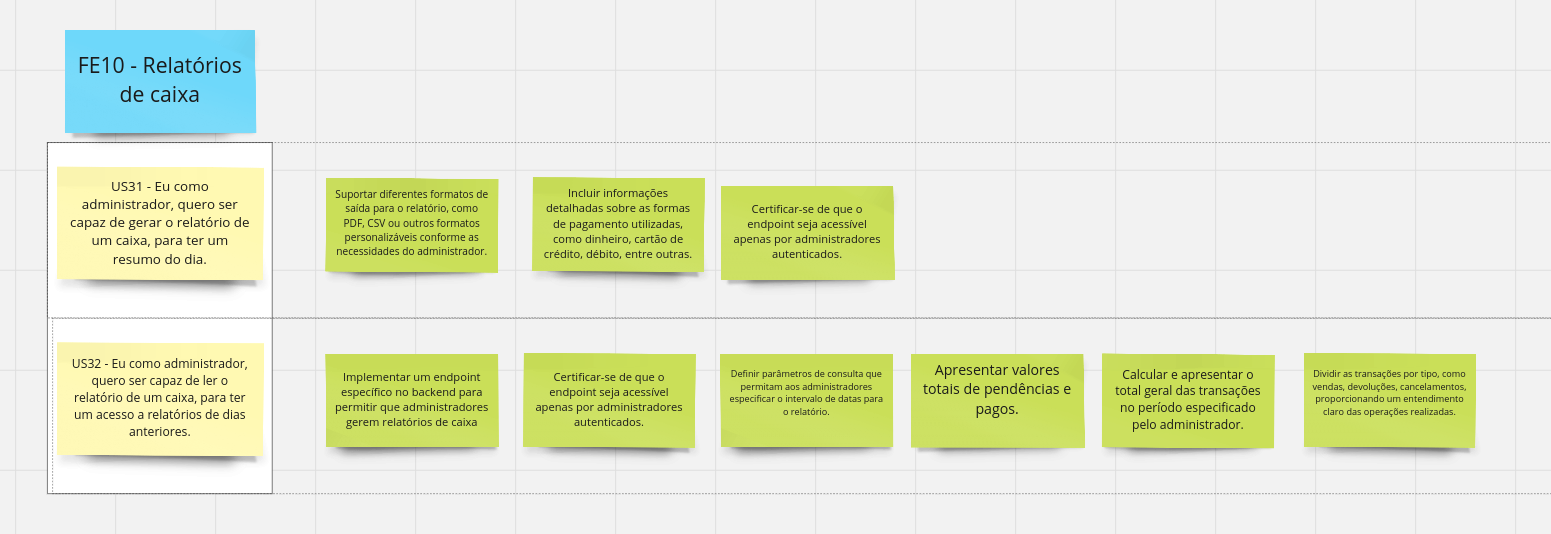 FE10 - Relatórios
de caixa
US31 - Eu como
administrador, quero ser
capaz de gerar o relatório de
um caixa, para ter um
resumo do dia.
Suportar diferentes formatos de
saída para o relatório, como
PDF, CSV ou outros formatos
personalizáveis conforme as
necessidades do administrador.
Incluir informações
detalhadas sobre as formas
de pagamento utilizadas,
como dinheiro, cartão de
crédito, débito, entre outras.
Certificar-se de que o
endpoint seja acessível
apenas por administradores
autenticados.
US32 - Eu como administrador,
quero ser capaz de ler o
relatório de um caixa, para ter
um acesso a relatórios de dias
anteriores.
Implementar um endpoint
específico no backend para
permitir que administradores
gerem relatórios de caixa
Certificar-se de que o
endpoint seja acessível
apenas por administradores
autenticados.
Definir parâmetros de consulta que
permitam aos administradores
especificar o intervalo de datas para
o relatório.
Apresentar valores
totais de pendências e
pagos.
Calcular e apresentar o
total geral das transações
no período especificado
pelo administrador.
Dividir as transações por tipo, como
vendas, devoluções, cancelamentos,
proporcionando um entendimento
claro das operações realizadas.